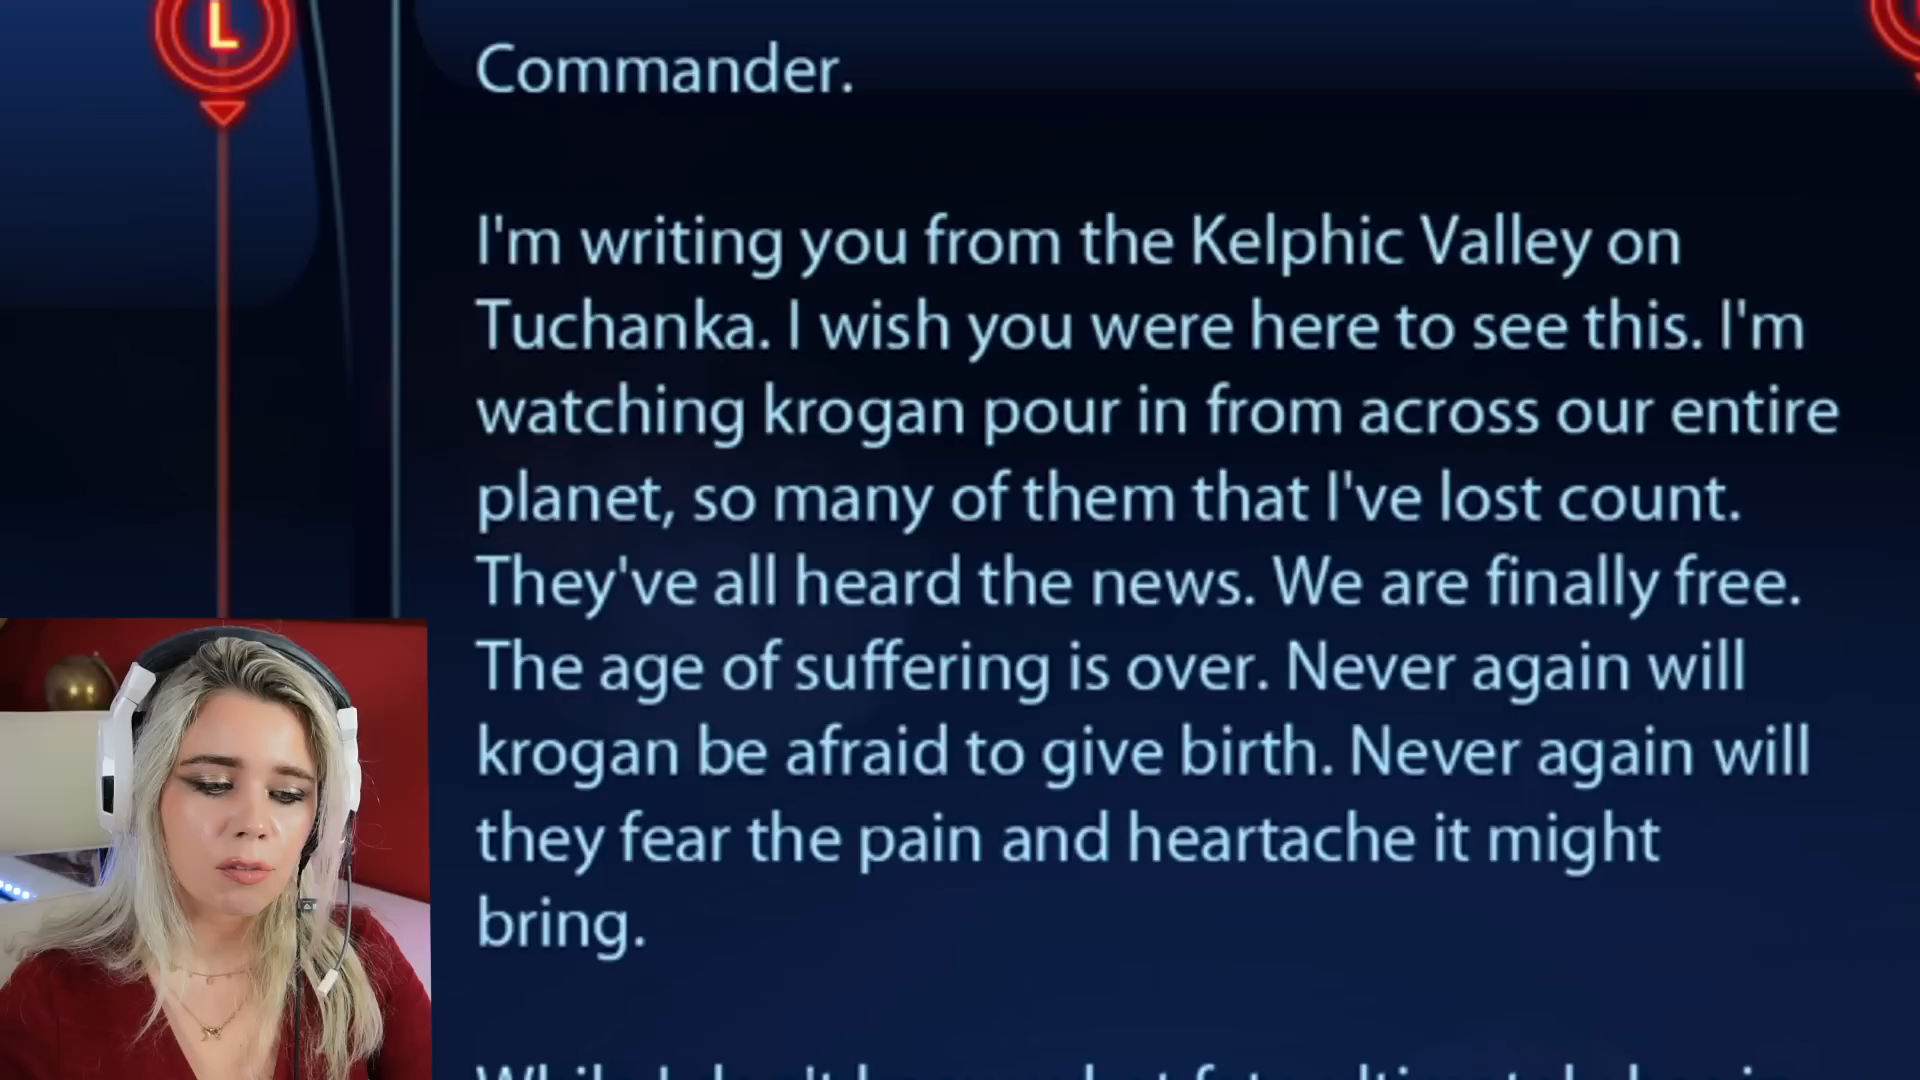 L
Commander.
I'm writing you from the Kelphic Valley on
Tuchanka. I wish you were here to see this. I'm
watching krogan pour in from across our entire
planet, so many of them that I've lost count.
They've all heard the news. We are finally free.
The age of suffering is over. Never again will
krogan be afraid to give birth. Never again will
they fear the pain and heartache it might
bring.